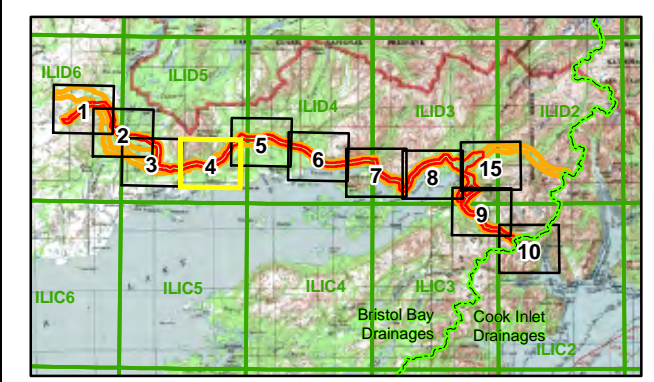 ILID6
ILID5
ILID4
ILID3
ILID2
1
2
3
4
5
6
7
8
15
9
10
LAKE
ILIC6
ILIC5
ILIC4
ILIC3
ILIC2
Bristol Bay
Drainages
Cook Inlet
Drainages